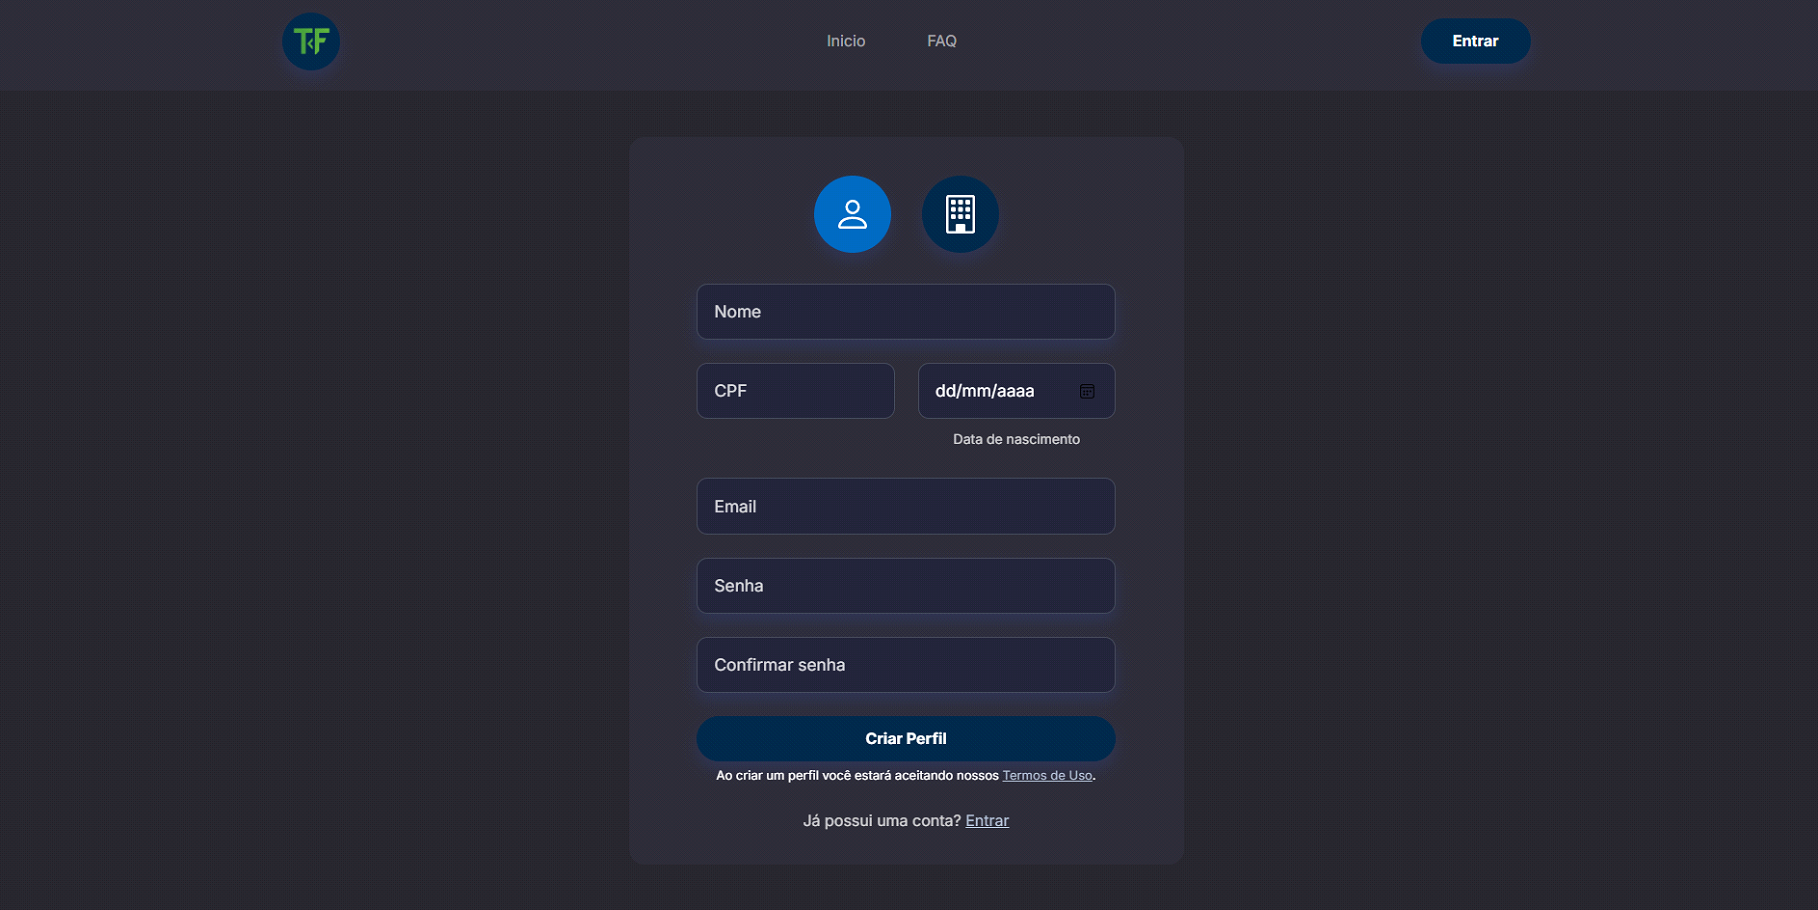 TKF
Inicio
FAQ
Entrar
Nome
CPF
dd/mm/aaaa
Data de nascimento
Email
Senha
Confirmar senha
Criar Perfil
Ao criar um perfil você estará aceitando nossos Termos de Uso.
Já possui uma conta? Entrar